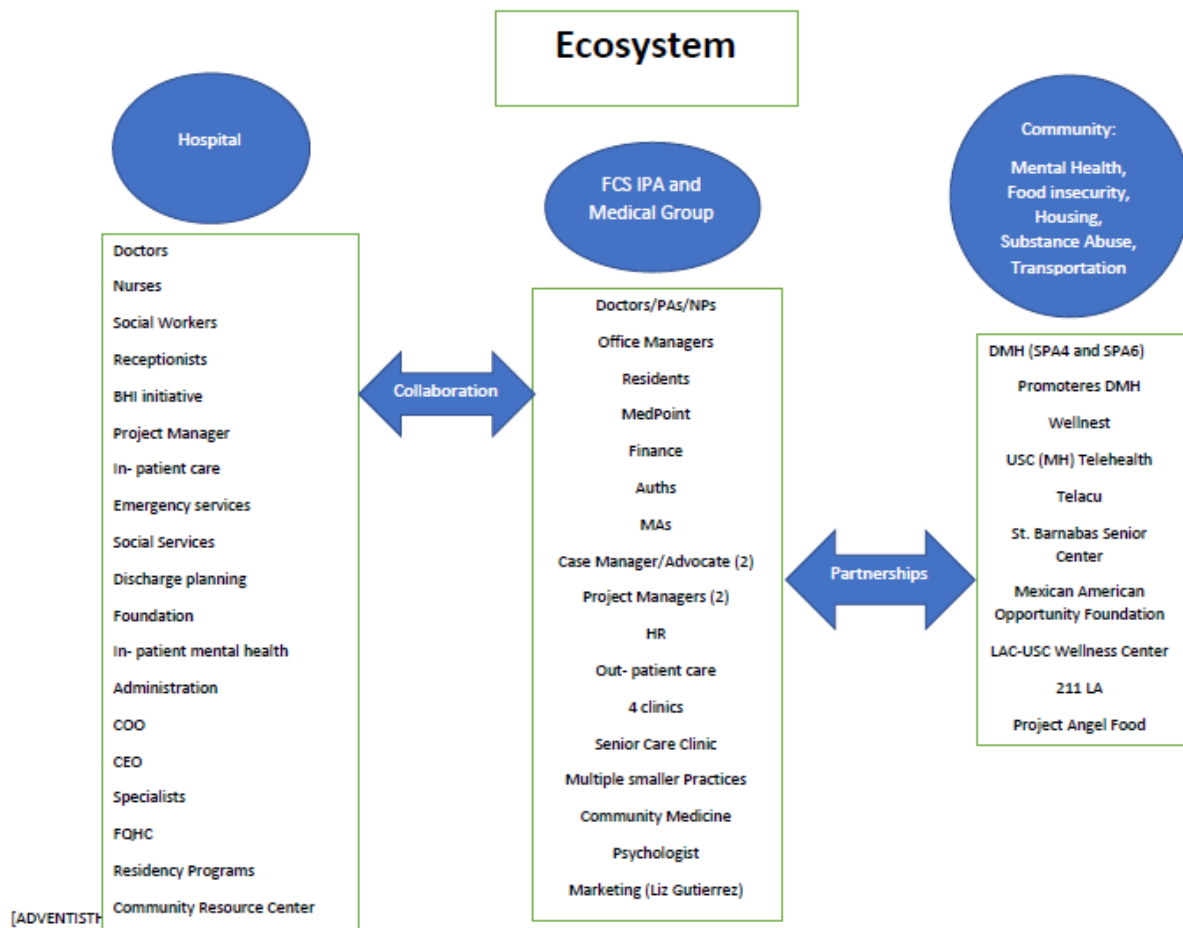 Ecosystem
Hospital
Doctors
Nurses
Social Workers
Receptionists
BHI initiative
Project Manager
In- patient care
Emergency services
Social Services
Discharge planning
Foundation
In- patient mental health
Administration
COO
CEO
Specialists
FQHC
Residency Programs
Community Resource Center
Collaboration
FCS IPA and
Medical Group
Doctors/PAs/NPs
Office Managers
Residents
MedPoint
Finance
Auths
MAs
Case Manager/Advocate (2)
Project Managers (2)
HR
Out- patient care
4 clinics
Senior Care Clinic
Multiple smaller Practices
Community Medicine
Psychologist
Marketing (Liz Gutierrez)
Partnerships
Community:
Mental Health,
Food insecurity,
Housing,
Substance Abuse,
Transportation
DMH (SPA4 and SPA6)
Promoteres DMH
Wellnest
USC (MH) Telehealth
Telacu
St. Barnabas Senior
Center
Mexican American
Opportunity Foundation
LAC-USC Wellness Center
211 LA
Project Angel Food